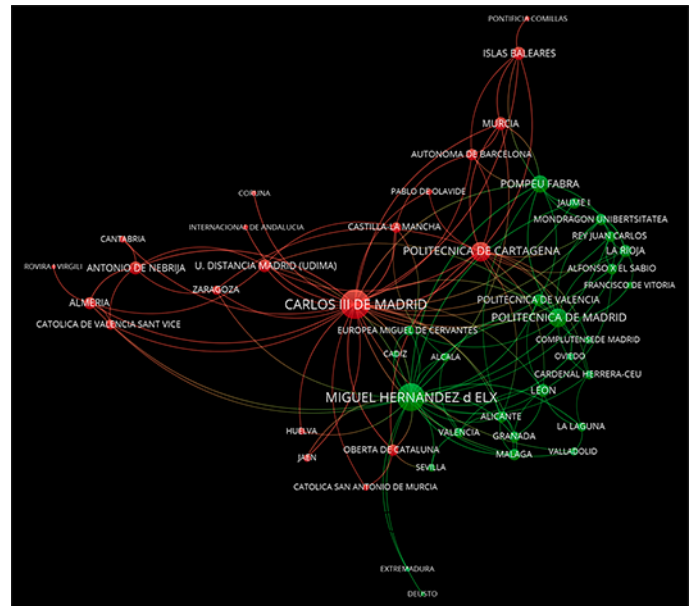 PONTIFICIA COMILLAS
ISLAS BALEARES
MURCIA
AUTONOMA DE BARCELONA
POMPEU FABRA
PABLO DE OLAVIDE
CORUNA
JAUME I
MONDRAGON UNIBERTSITATEA
INTERNACIONAL DE ANDALUCIA
CASTILLA-LA MANCHA
REY JUAN CARLOS
CANTABRIA
POLITECNICA DE CARTAGENA
LA RIOJA
ROVIRA I VIRGILI
ANTONIO DE NEBRIJA
U. DISTANCIA MADRID (UDIMA)
ALFONSO X EL SABIO
FRANCISCO DE VITORIA
ZARAGOZA
ALMERIA
CARLOS III DE MADRID
POLITECNICA DE VALENCIA
POLITECNICA DE MADRID
CATOLICA DE VALENCIA SANT VICE
EUROPEA MIGUEL DE CERVANTES
COMPLUTENSEDE MADRID
CADIZ
ALCALA
OVIEDO
CARDENAL HERRERA-CEU
LEON
MIGUEL HERNANDEZ d ELX
ALICANTE
LA LAGUNA
HUELVA
VALENCIA
GRANADA
JAEN
OBERTA DE CATALUNA
MALAGA
VALLADOLID
SEVILLA
CATOLICA SAN ANTONIO DE MURCIA
EXTREMADURA
DEUSTO